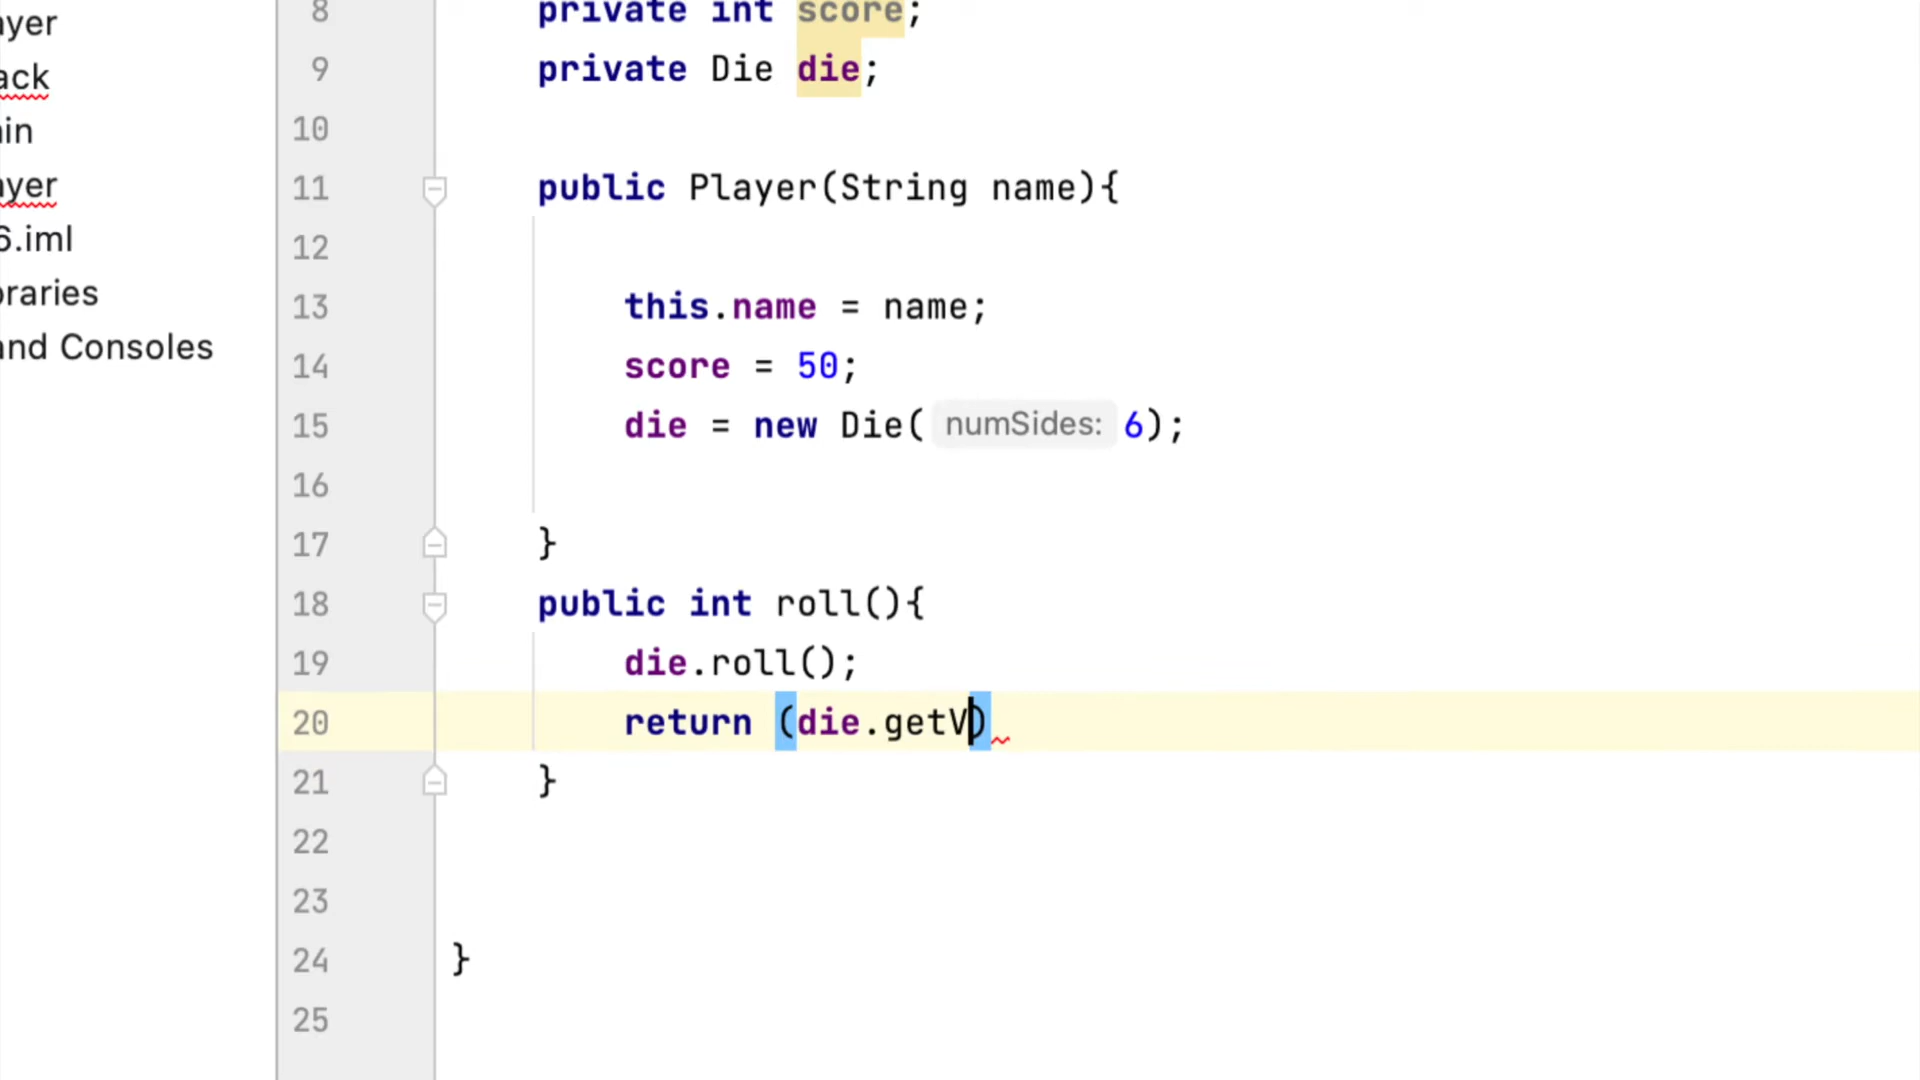 ayer
ack
in
ayer
6.iml
braries
and Consoles
8 private int score;
9 private Die die;
10
11 public Player(String name){
12
13 this.name = name;
14 score = 50;
15 die = new Die( numSides: 6);
16
17 }
18 public int roll(){
19 die.roll();
20 return (die.getV)
21 }
22
23
24 }
25